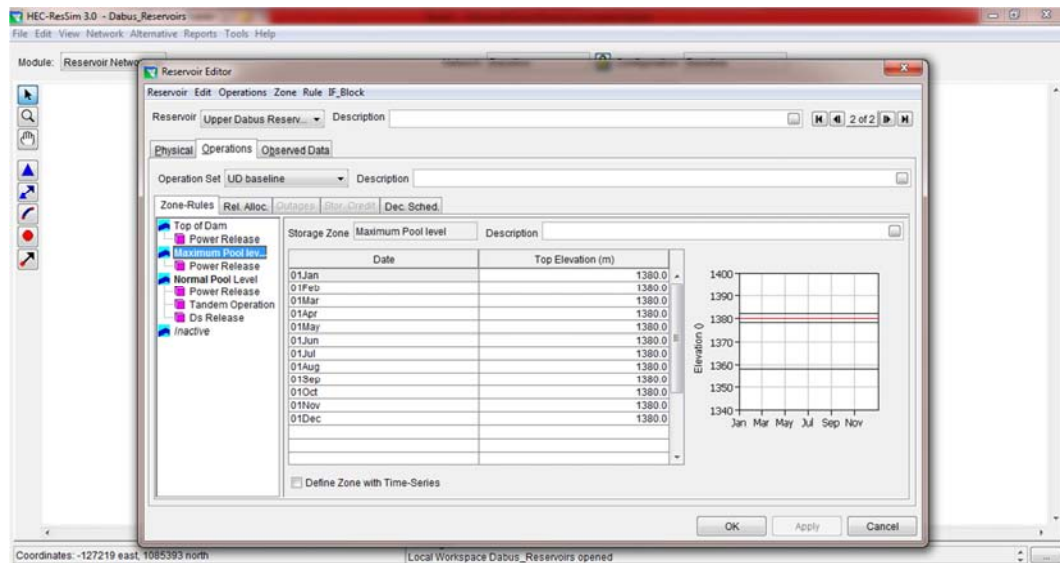 HEC-ResSim 3.0 - Dabus_Reservoirs
File Edit View Network Alternative Reports Tools Help
Module: Reservoir Netwo
Reservoir Editor
Reservoir Edit Operations Zone Rule IF_Block
Reservoir Upper Dabus Reserv... Description
2 of 2
Physical Operations Observed Data
Operation Set UD baseline Description
Zone-Rules Rel. Alloc. Outages Stor. Credit Dec. Sched.
Top of Dam
Power Release
Maximum Pool lev...
Power Release
Normal Pool Level
Power Release
Tandem Operation
Ds Release
Inactive
Storage Zone Maximum Pool level Description
Date Top Elevation (m)
01Jan 1380.0
01Feb 1380.0
01Mar 1380.0
01Apr 1380.0
01May 1380.0
01Jun 1380.0
01Jul 1380.0
01Aug 1380.0
01Sep 1380.0
01Oct 1380.0
01Nov 1380.0
01Dec 1380.0
Define Zone with Time-Series
Elevation ()
1400
1390
1380
1370
1360
1350
1340
Jan Mar May Jul Sep Nov
OK Apply Cancel
Coordinates: -127219 east, 1085393 north
Local Workspace Dabus_Reservoirs opened